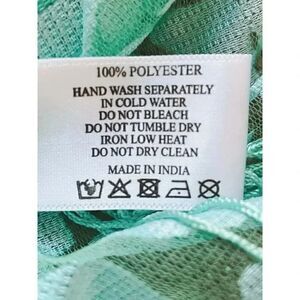 100% POLYESTER
HAND WASH SEPARATELY
IN COLD WATER
DO NOT BLEACH
DO NOT TUMBLE DRY
IRON LOW HEAT
DO NOT DRY CLEAN
MADE IN INDIA